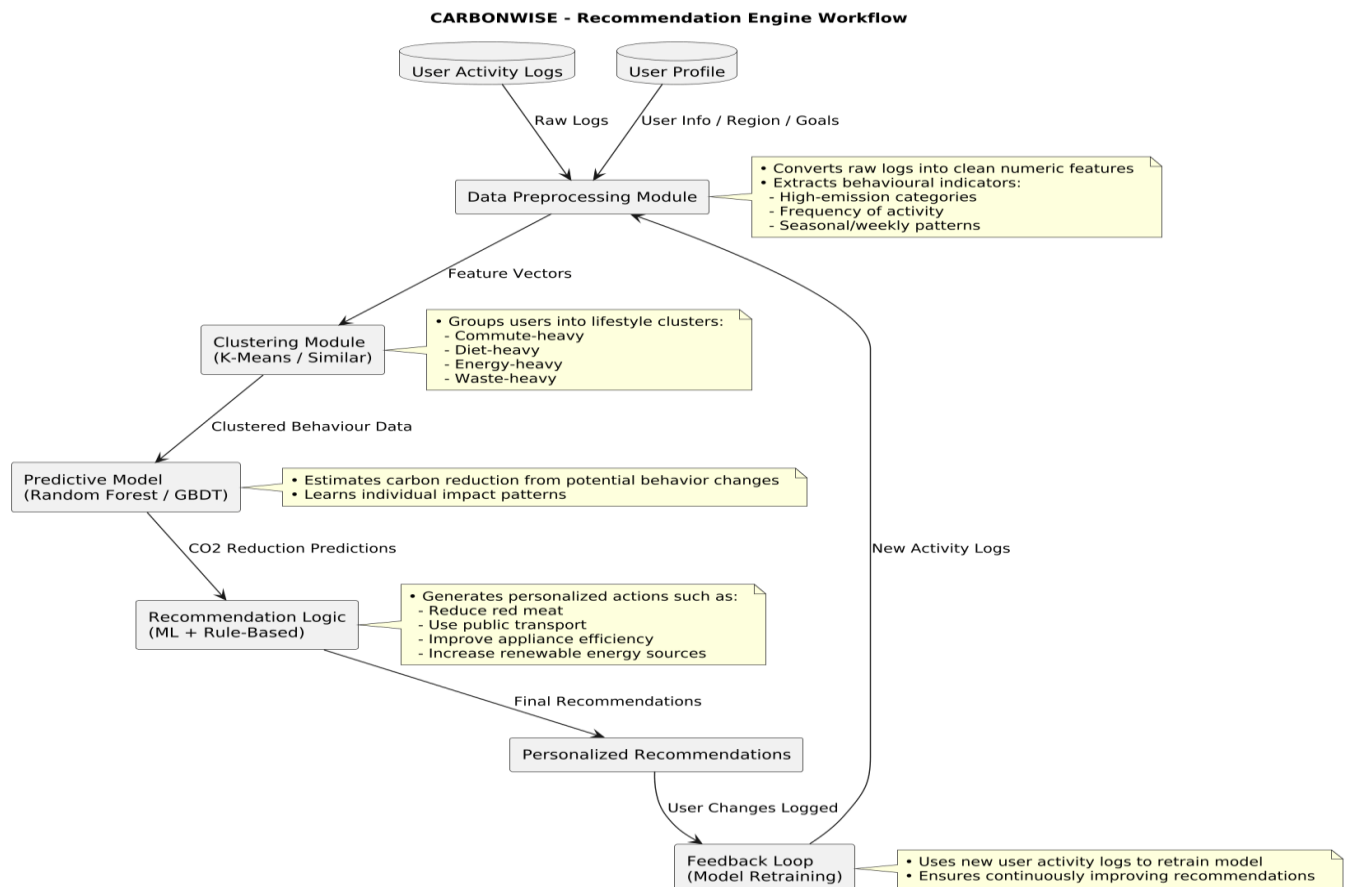 CARBONWISE - Recommendation Engine Workflow
User Activity Logs
User Profile
Raw Logs
User Info / Region / Goals
Data Preprocessing Module
• Converts raw logs into clean numeric features
• Extracts behavioural indicators:
- High-emission categories
- Frequency of activity
- Seasonal/weekly patterns
Feature Vectors
Clustering Module
(K-Means / Similar)
• Groups users into lifestyle clusters:
- Commute-heavy
- Diet-heavy
- Energy-heavy
- Waste-heavy
Clustered Behaviour Data
Predictive Model
(Random Forest / GBDT)
• Estimates carbon reduction from potential behavior changes
• Learns individual impact patterns
CO2 Reduction Predictions
New Activity Logs
Recommendation Logic
(ML + Rule-Based)
• Generates personalized actions such as:
- Reduce red meat
- Use public transport
- Improve appliance efficiency
- Increase renewable energy sources
Final Recommendations
Personalized Recommendations
User Changes Logged
Feedback Loop
(Model Retraining)
• Uses new user activity logs to retrain model
• Ensures continuously improving recommendations